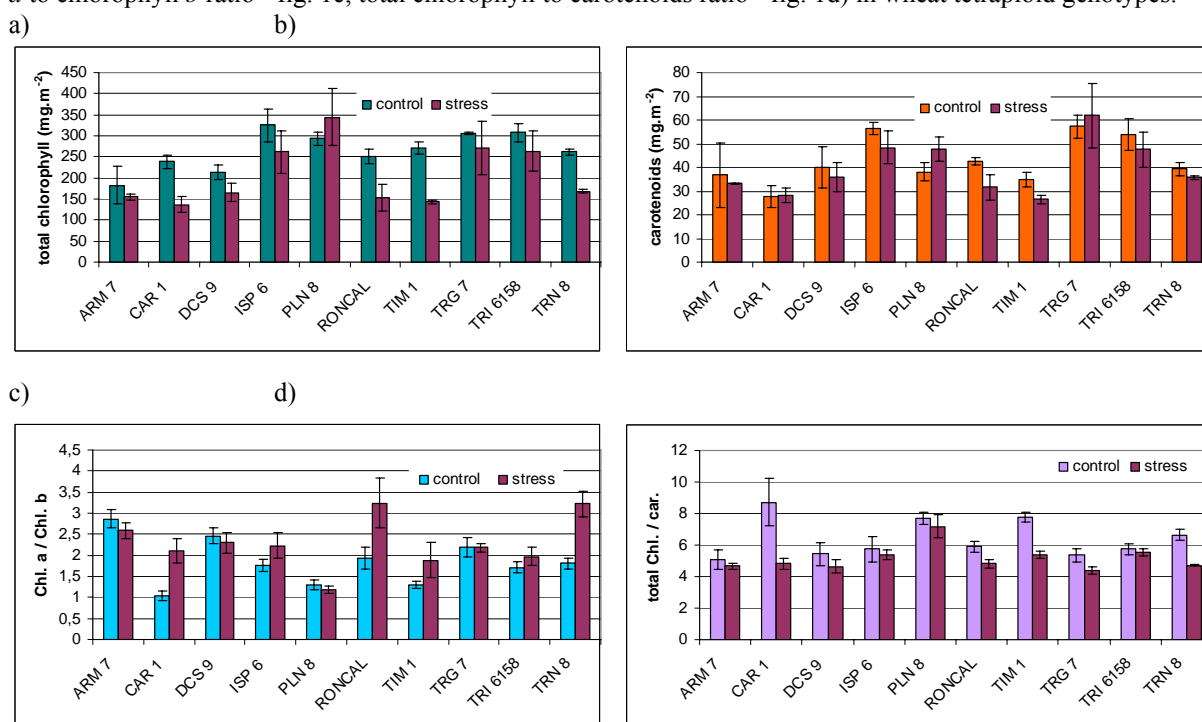 a to chlorophyll b ratio – fig. 1c, total chlorophyll to carotenoids ratio – fig. 1d) in wheat tetraploid genotypes.
a) b)
total chlorophyll (mg.m-2)
450
400
350
300
250
200
150
100
50
0
control stress
ARM 7 CAR 1 DCS 9 ISP 6 PLN 8 RONCAL TIM 1 TRG 7 TRI 6158 TRN 8
carotenoids (mg.m-2)
80
70
60
50
40
30
20
10
0
control stress
ARM 7 CAR 1 DCS 9 ISP 6 PLN 8 RONCAL TIM 1 TRG 7 TRI 6158 TRN 8
c) d)
Chl. a / Chl. b
4,5
4
3,5
3
2,5
2
1,5
1
0,5
0
control stress
ARM 7 CAR 1 DCS 9 ISP 6 PLN 8 RONCAL TIM 1 TRG 7 TRI 6158 TRN 8
total Chl. / car.
12
10
8
6
4
2
0
control stress
ARM 7 CAR 1 DCS 9 ISP 6 PLN 8 RONCAL TIM 1 TRG 7 TRI 6158 TRN 8